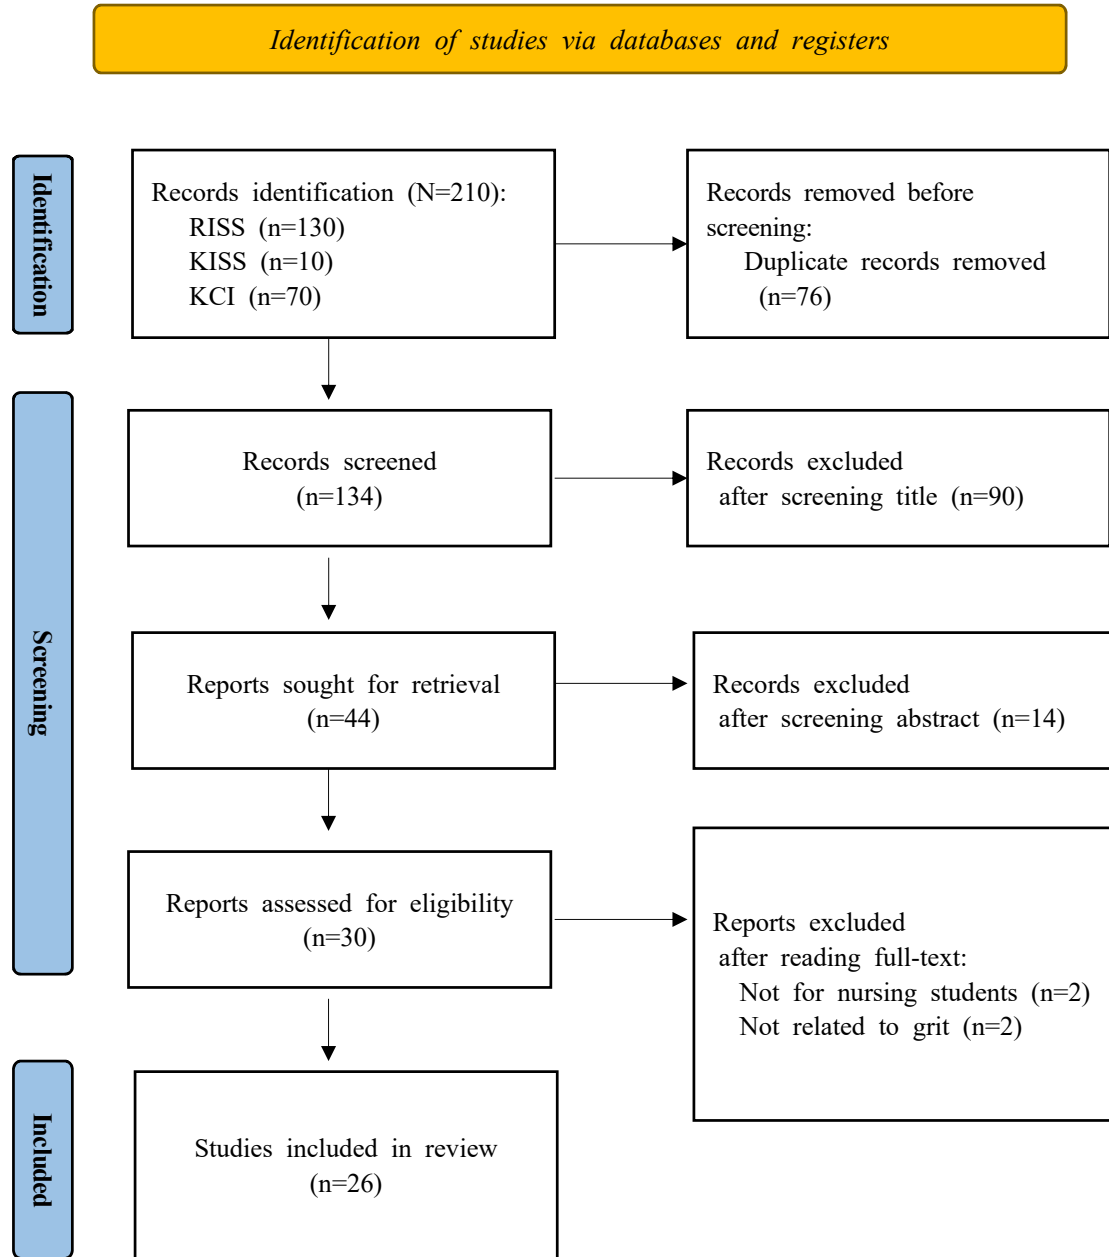 Identification of studies via databases and registers
Identification
Records identification (N=210):
RISS (n=130)
KISS (n=10)
KCI (n=70)
Records removed before
screening:
Duplicate records removed
(n=76)
Screening
Records screened
(n=134)
Records excluded
after screening title (n=90)
Reports sought for retrieval
(n=44)
Records excluded
after screening abstract (n=14)
Reports assessed for eligibility
(n=30)
Reports excluded
after reading full-text:
Not for nursing students (n=2)
Not related to grit (n=2)
Included
Studies included in review
(n=26)